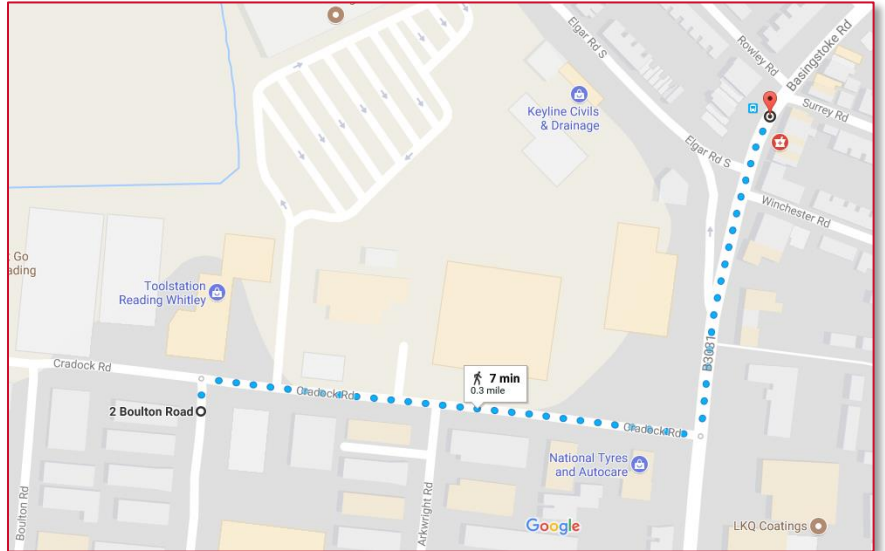 Elgar Rd S
Rowley Rd
Basingstoke Rd
Surrey Rd
Keyline Civils
& Drainage
Elgar Rd S
Winchester Rd
Go
ading
Toolstation
Reading Whitley
B3031
Cradock Rd
7 min
0.3 mile
Cradock Rd
2 Boulton Road
Cradock Rd
National Tyres
and Autocare
Boulton Rd
Arkwright Rd
Google
LKQ Coatings